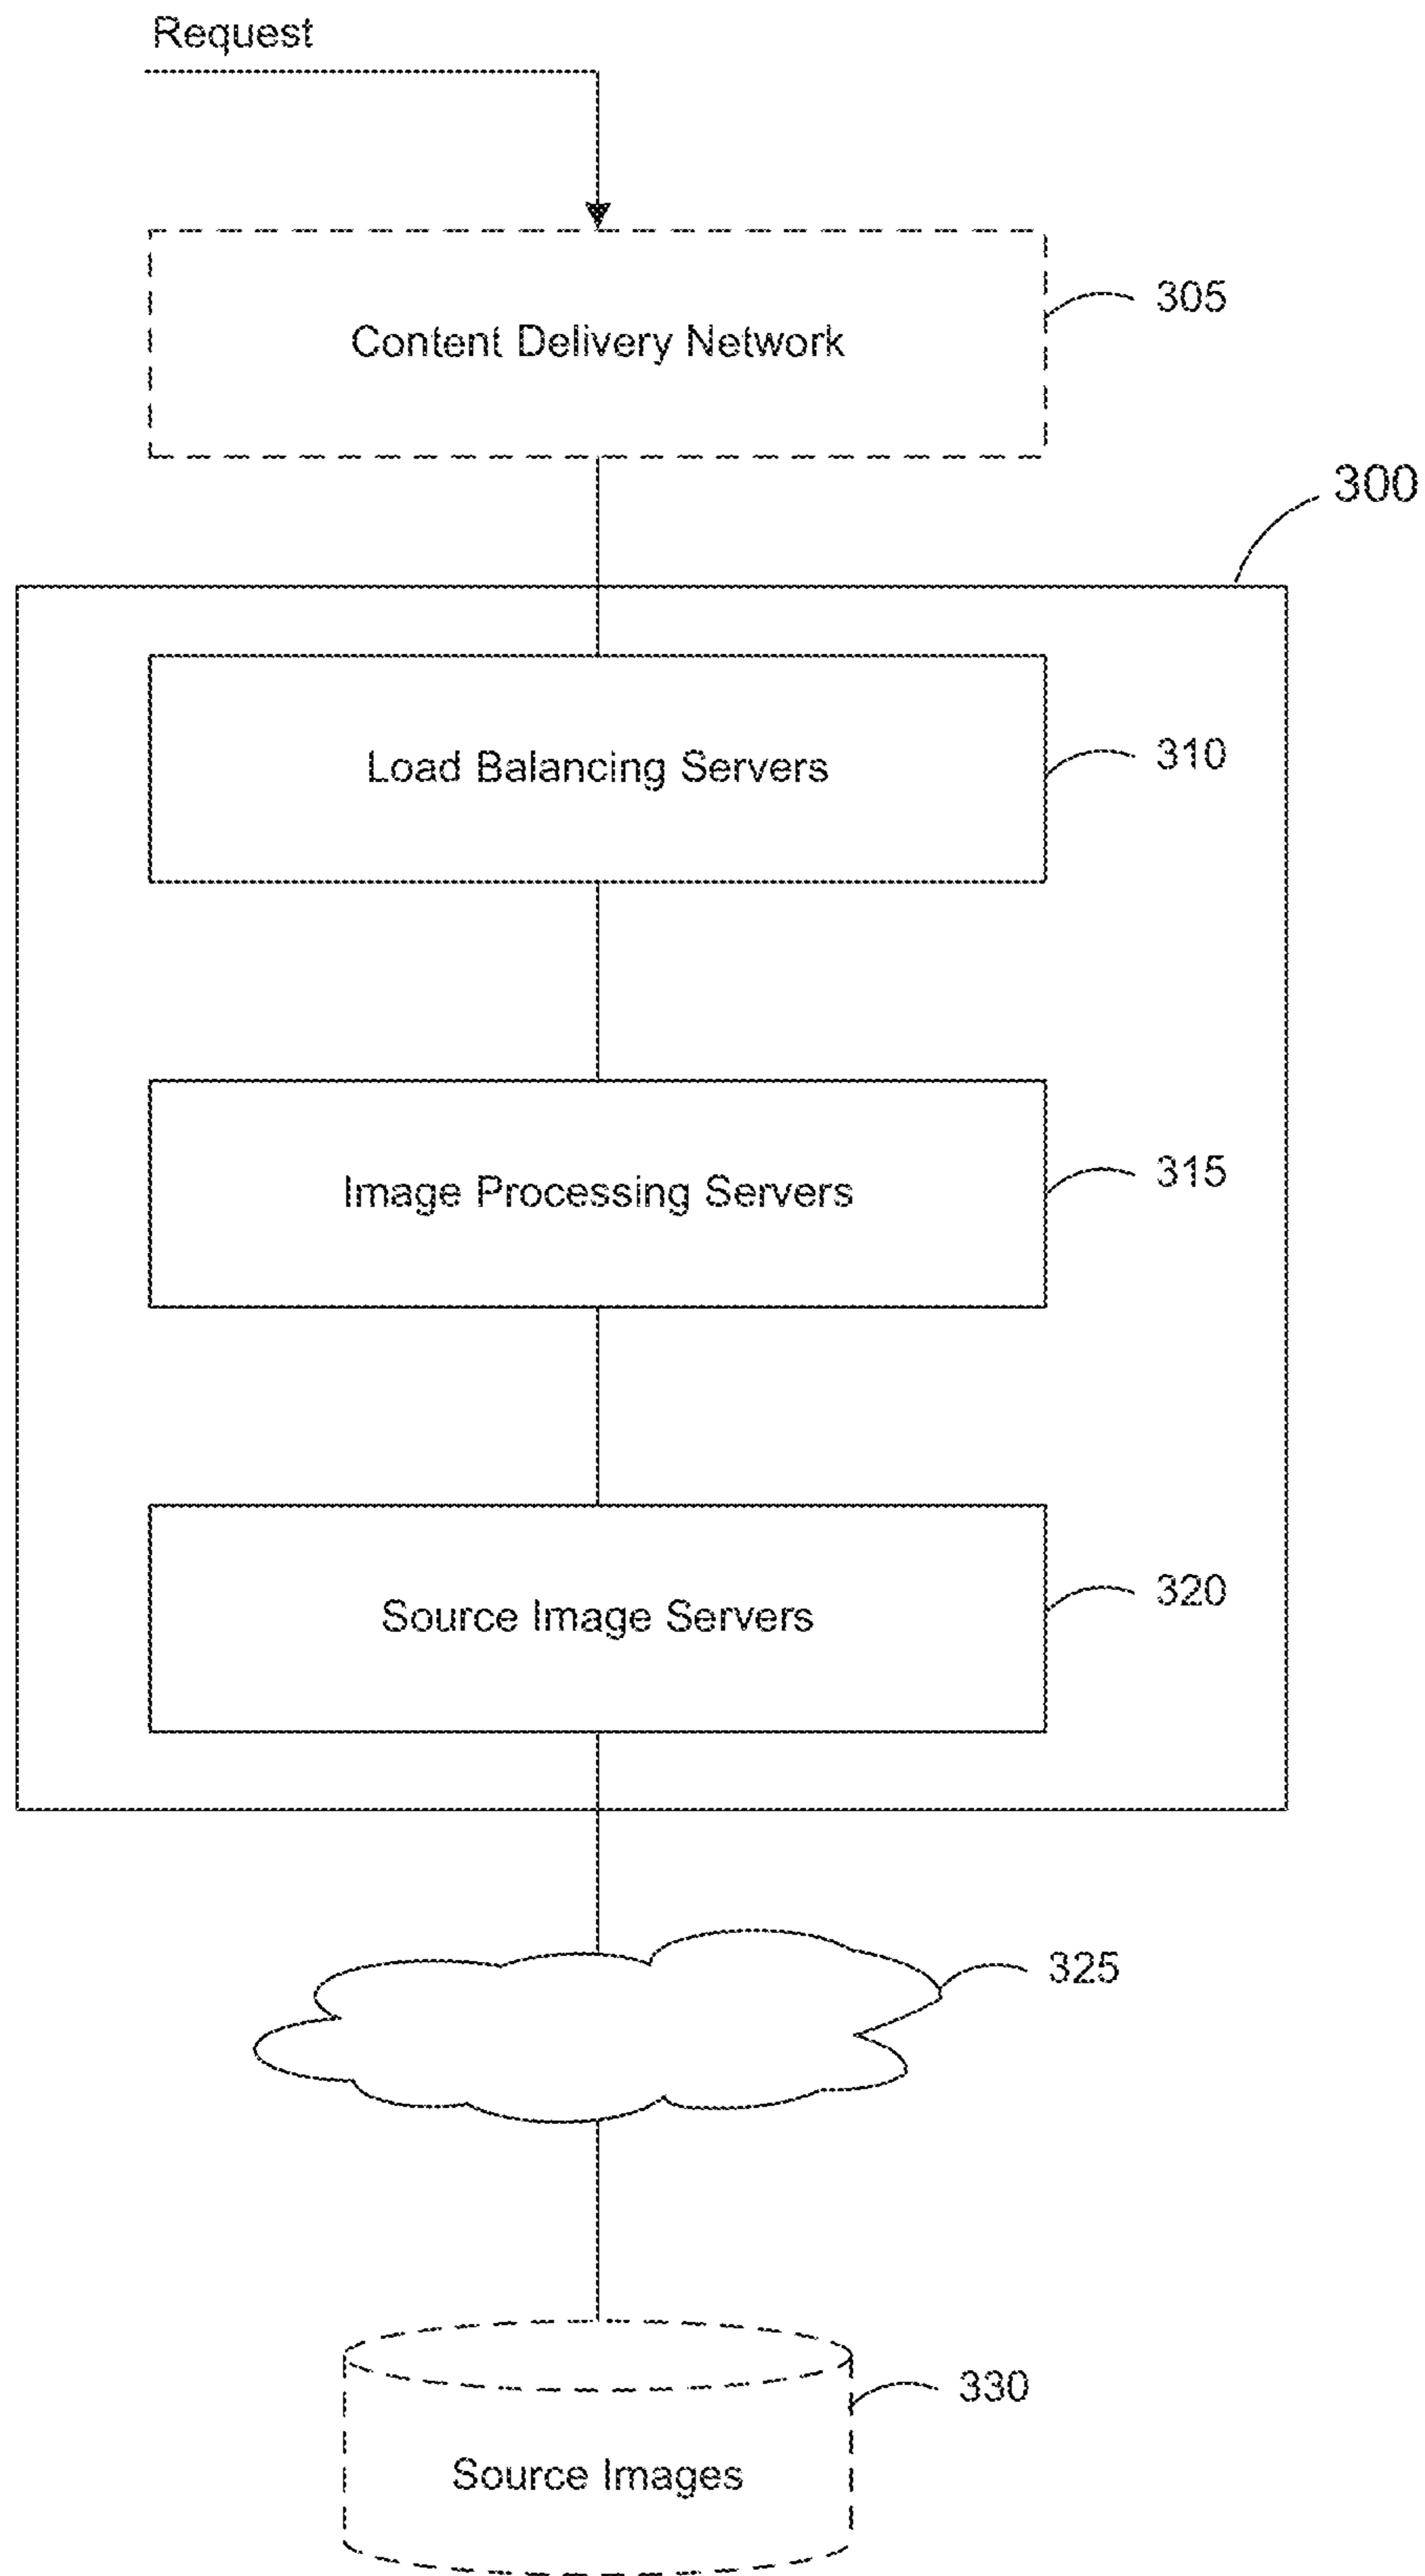 Request
Content Delivery Network
305
300
Load Balancing Servers
310
Image Processing Servers
315
Source Image Servers
320
325
330
Source Images